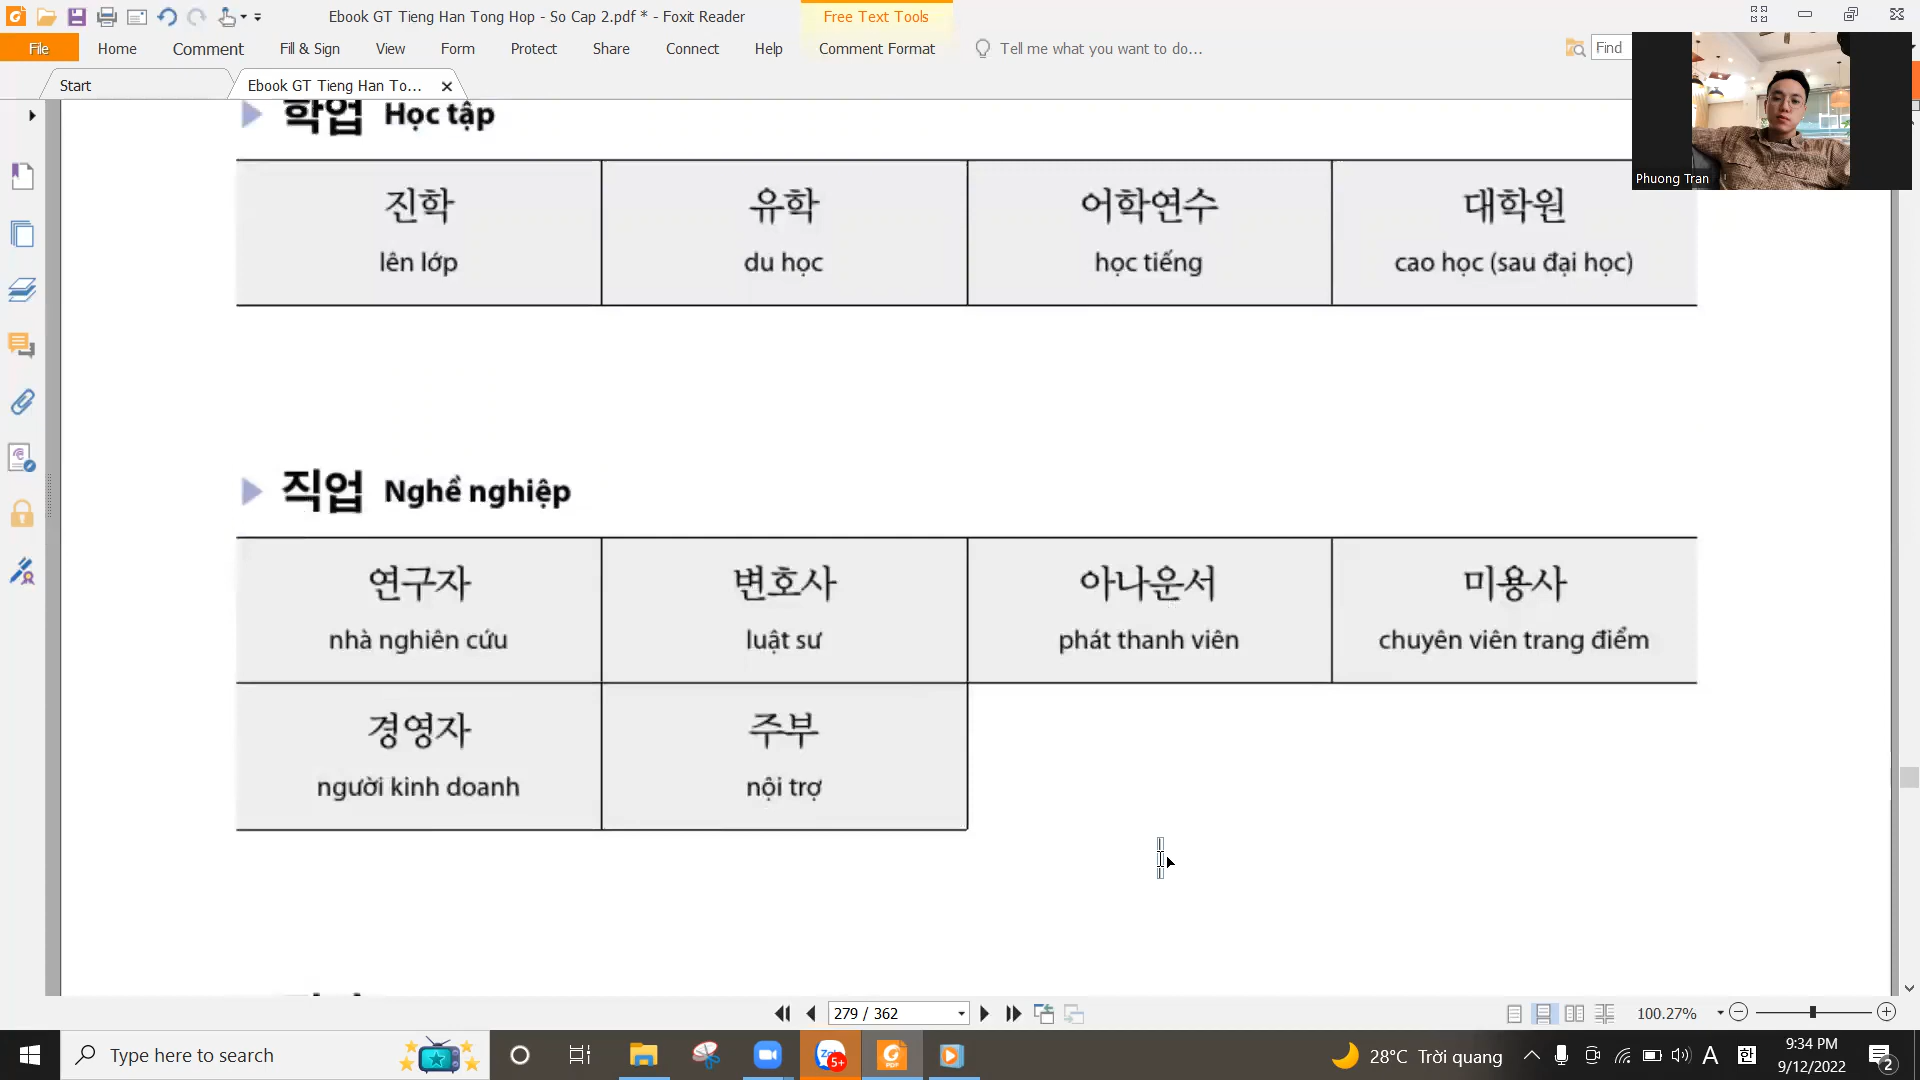 Ebook GT Tieng Han Tong Hop - So Cap 2.pdf * - Foxit Reader
Free Text Tools
File
Home
Comment
Fill & Sign
View
Form
Protect
Share
Connect
Help
Comment Format
Tell me what you want to do...
Find
Start
Ebook GT Tieng Han To...
Phuong Tran
학업 Học tập
진학
유학
어학연수
대학원
lên lớp
du học
học tiếng
cao học (sau đại học)
직업 Nghề nghiệp
연구자
변호사
아나운서
미용사
nhà nghiên cứu
luật sư
phát thanh viên
chuyên viên trang điểm
경영자
주부
người kinh doanh
nội trợ
279 / 362
100.27%
Type here to search
5+
28°C Trời quang
A
한
9:34 PM
9/12/2022
2